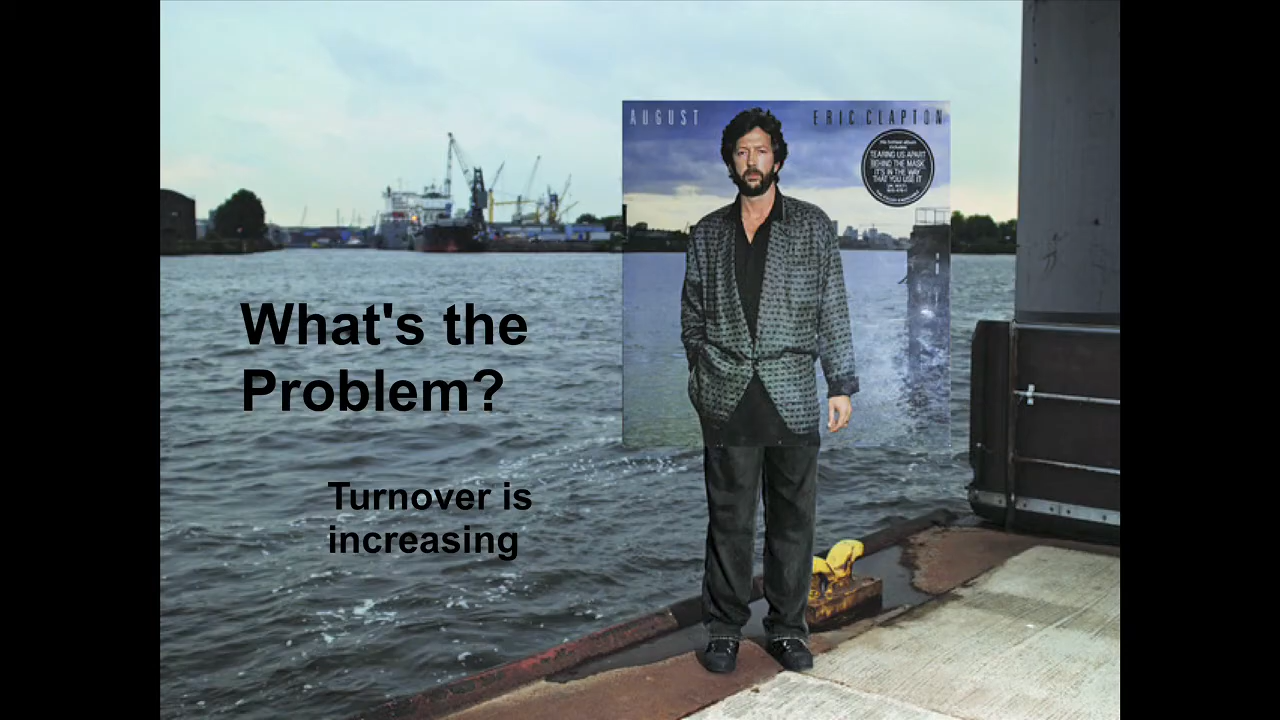 AUGUST
ERIC CLAPTON
TEARING US APART
BEHIND THE MASK
IT'S IN THE WAY
THAT YOU USE IT
What's the
Problem?
Turnover is
increasing